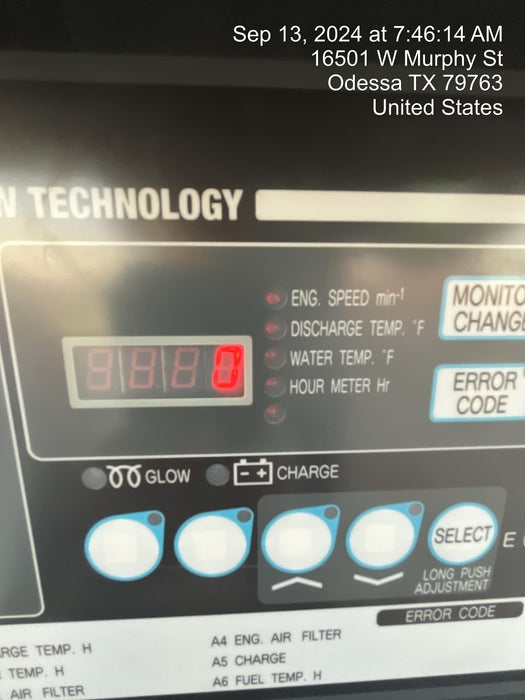 Sep 13, 2024 at 7:46:14 AM
16501 W Murphy St
Odessa TX 79763
United States
N TECHNOLOGY
ENG. SPEED min-1
DISCHARGE TEMP. °F
WATER TEMP. °F
HOUR METER Hr
MONITO
CHANG
ERROR
CODE
0
GLOW
- +
CHARGE
SELECT
E
LONG PUSH
ADJUSTMENT
ERROR CODE
RGE TEMP. H
TEMP. H
AIR FILTER
A4 ENG. AIR FILTER
A5 CHARGE
A6 FUEL TEMP. H